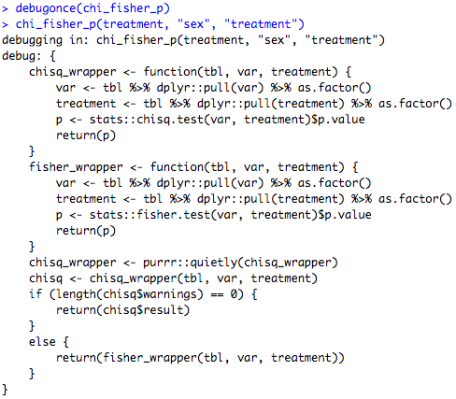 > debugonce(chi_fisher_p)
> chi_fisher_p(treatment, "sex", "treatment")
debugging in: chi_fisher_p(treatment, "sex", "treatment")
debug: {
    chisq_wrapper <- function(tbl, var, treatment) {
        var <- tbl %>% dplyr::pull(var) %>% as.factor()
        treatment <- tbl %>% dplyr::pull(treatment) %>% as.factor()
        p <- stats::chisq.test(var, treatment)$p.value
        return(p)
    }
    fisher_wrapper <- function(tbl, var, treatment) {
        var <- tbl %>% dplyr::pull(var) %>% as.factor()
        treatment <- tbl %>% dplyr::pull(treatment) %>% as.factor()
        p <- stats::fisher.test(var, treatment)$p.value
        return(p)
    }
    chisq_wrapper <- purrr::quietly(chisq_wrapper)
    chisq <- chisq_wrapper(tbl, var, treatment)
    if (length(chisq$warnings) == 0) {
        return(chisq$result)
    }
    else {
        return(fisher_wrapper(tbl, var, treatment))
    }
}